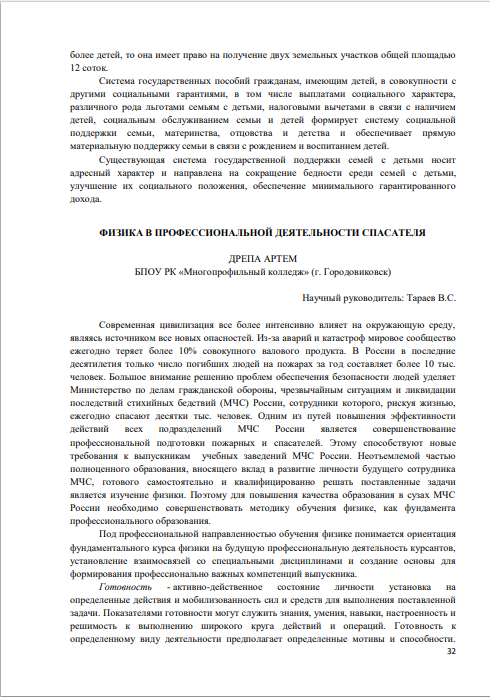 более детей, то она имеет право на получение двух земельных участков общей площадью
12 соток.
Система государственных пособий гражданам, имеющим детей, в совокупности с
другими социальными гарантиями, в том числе выплатами социального характера,
различного рода льготами семьям с детьми, налоговыми вычетами в связи с наличием
детей, социальным обслуживанием семьи и детей формирует систему социальной
поддержки семьи, материнства, отцовства и детства и обеспечивает прямую
материальную поддержку семьи в связи с рождением и воспитанием детей.
Существующая система государственной поддержки семей с детьми носит
адресный характер и направлена на сокращение бедности среди семей с детьми,
улучшение их социального положения, обеспечение минимального гарантированного
дохода.
ФИЗИКА В ПРОФЕССИОНАЛЬНОЙ ДЕЯТЕЛЬНОСТИ СПАСАТЕЛЯ
ДРЕПА АРТЕМ
БПОУ РК «Многопрофильный колледж» (г. Городовиковск)
Научный руководитель: Тараев В.С.
Современная цивилизация все более интенсивно влияет на окружающую среду,
являясь источником все новых опасностей. Из-за аварий и катастроф мировое сообщество
ежегодно теряет более 10% совокупного валового продукта. В России в последние
десятилетия только число погибших людей на пожарах за год составляет более 10 тыс.
человек. Большое внимание решению проблем обеспечения безопасности людей уделяет
Министерство по делам гражданской обороны, чрезвычайным ситуациям и ликвидации
последствий стихийных бедствий (МЧС) России, сотрудники которого, рискуя жизнью,
ежегодно спасают десятки тыс. человек. Одним из путей повышения эффективности
действий всех подразделений МЧС России является совершенствование
профессиональной подготовки пожарных и спасателей. Этому способствуют новые
требования к выпускникам учебных заведений МЧС России. Неотъемлемой частью
полноценного образования, вносящего вклад в развитие личности будущего сотрудника
МЧС, готового самостоятельно и квалифицированно решать поставленные задачи
является изучение физики. Поэтому для повышения качества образования в сузах МЧС
России необходимо совершенствовать методику обучения физике, как фундамента
профессионального образования.
Под профессиональной направленностью обучения физике понимается ориентация
фундаментального курса физики на будущую профессиональную деятельность курсантов,
установление взаимосвязей со специальными дисциплинами и создание основы для
формирования профессионально важных компетенций выпускника.
Готовность - активно-действенное состояние личности установка на
определенные действия и мобилизованность сил и средств для выполнения поставленной
задачи. Показателями готовности могут служить знания, умения, навыки, настроенность и
решимость к выполнению широкого круга действий и операций. Готовность к
определенному виду деятельности предполагает определенные мотивы и способности.
32